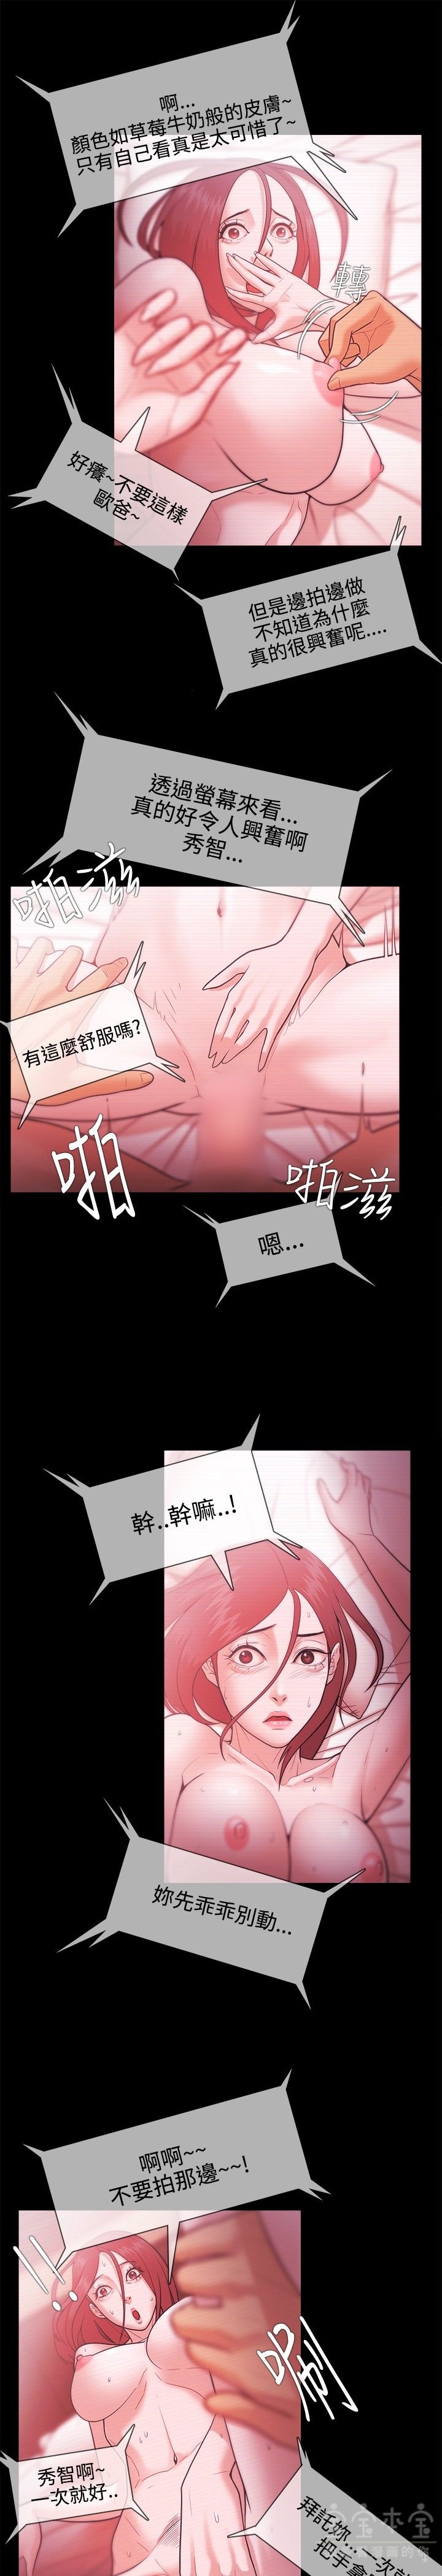 啊...
顏色如草莓牛奶般的皮膚~
只有自己看真是太可惜了~
轉
好癢~不要這樣
歐爸~
但是邊拍邊做
不知道為什麼
真的很興奮呢....
透過螢幕來看...
真的好令人興奮啊
秀智...
啪滋
有這麼舒服嗎?
啪
啪滋
嗯...
幹..幹嘛..!
妳先乖乖別動...
啊啊~~
不要拍那邊~~!
唰
秀智啊~
一次就好..
拜託妳...一次就
把手拿